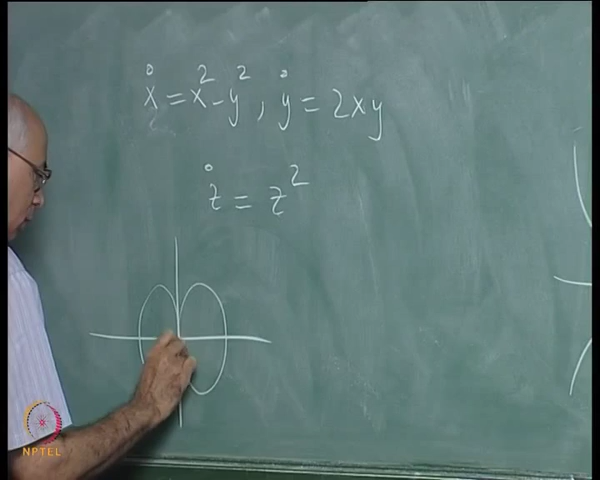 ẋ = x² - y², ẏ = 2xy
ż = z²
NPTEL